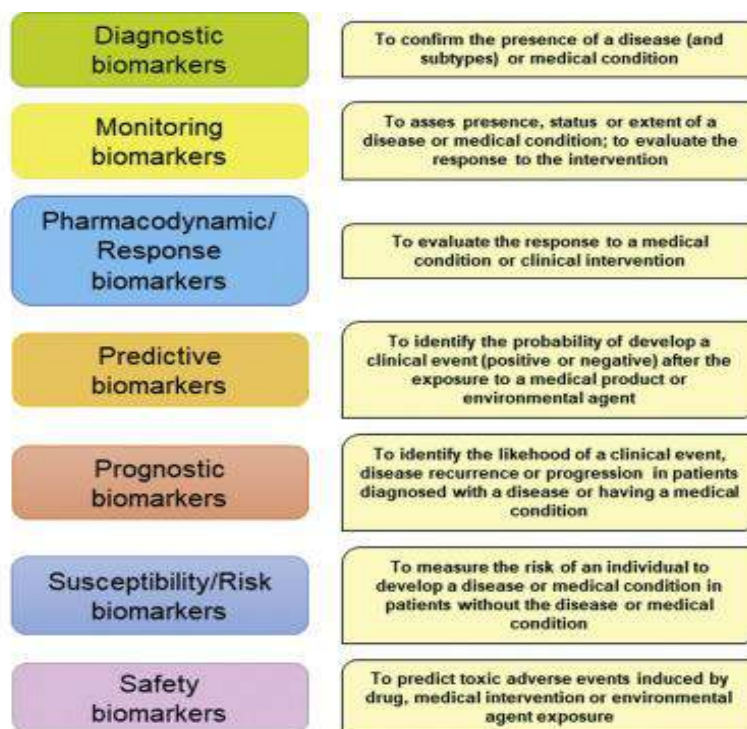 Diagnostic
biomarkers
To confirm the presence of a disease (and
subtypes) or medical condition
Monitoring
biomarkers
To asses presence, status or extent of a
disease or medical condition; to evaluate the
response to the intervention
Pharmacodynamic/
Response
biomarkers
To evaluate the response to a medical
condition or clinical intervention
Predictive
biomarkers
To identify the probability of develop a
clinical event (positive or negative) after the
exposure to a medical product or
environmental agent
Prognostic
biomarkers
To identify the likehood of a clinical event,
disease recurrence or progression in patients
diagnosed with a disease or having a medical
condition
Susceptibility/Risk
biomarkers
To measure the risk of an individual to
develop a disease or medical condition in
patients without the disease or medical
condition
Safety
biomarkers
To predict toxic adverse events induced by
drug, medical intervention or environmental
agent exposure